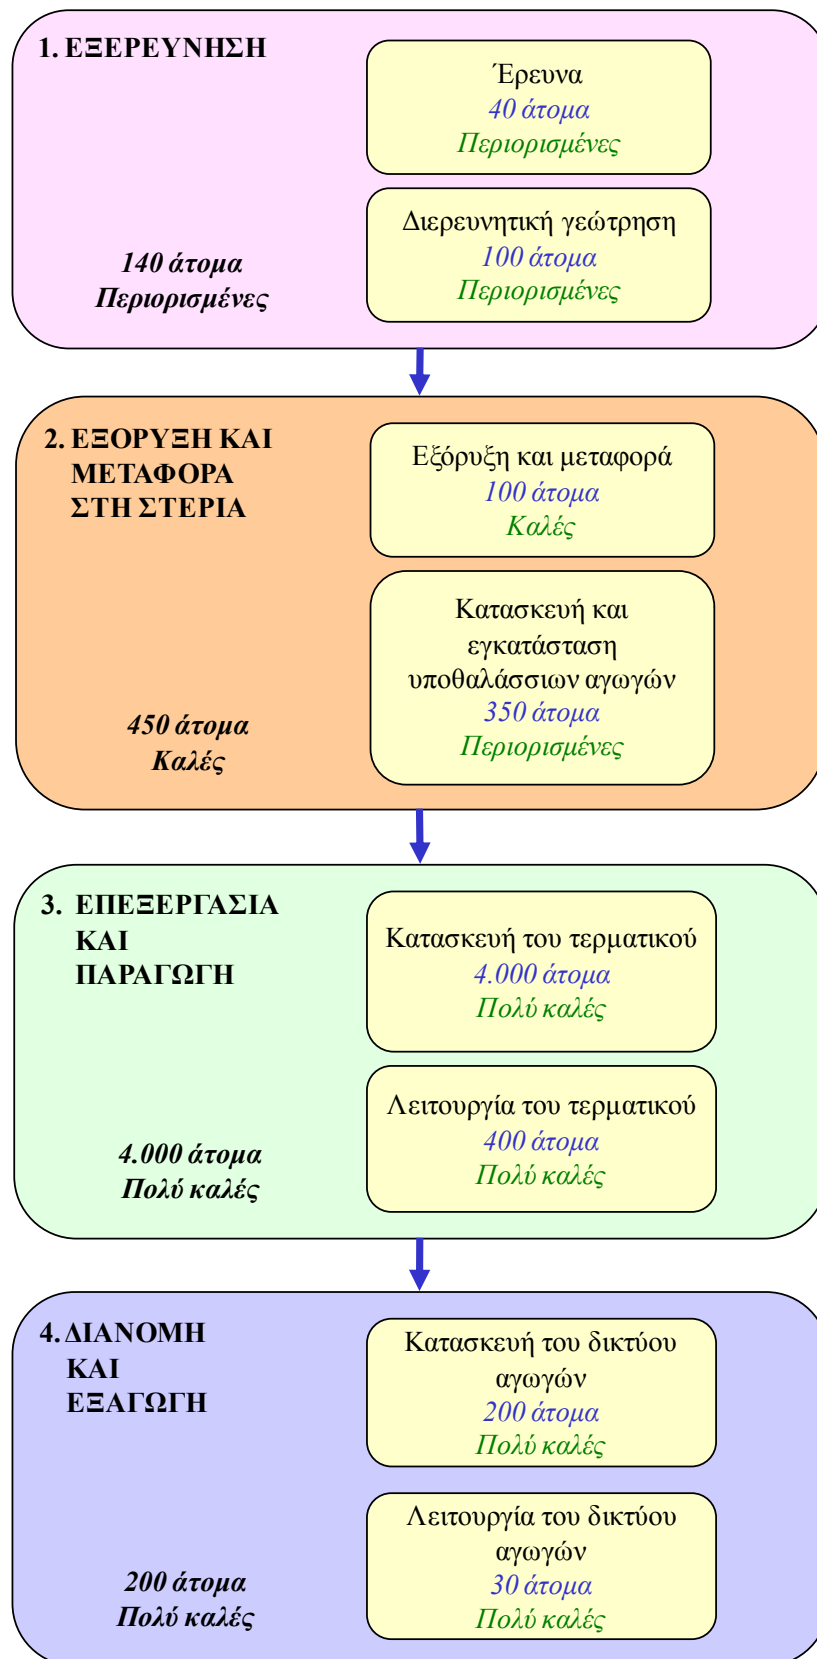 1. ΕΞΕΡΕΥΝΗΣΗ
Έρευνα
40 άτομα
Περιορισμένες
Διερευνητική γεώτρηση
100 άτομα
Περιορισμένες
140 άτομα
Περιορισμένες
2. ΕΞΟΡΥΞΗ ΚΑΙ
ΜΕΤΑΦΟΡΑ
ΣΤΗ ΣΤΕΡΙΑ
Εξόρυξη και μεταφορά
100 άτομα
Καλές
Κατασκευή και
εγκατάσταση
υποθαλάσσιων αγωγών
350 άτομα
Περιορισμένες
450 άτομα
Καλές
3. ΕΠΕΞΕΡΓΑΣΙΑ
ΚΑΙ
ΠΑΡΑΓΩΓΗ
Κατασκευή του τερματικού
4.000 άτομα
Πολύ καλές
Λειτουργία του τερματικού
400 άτομα
Πολύ καλές
4.000 άτομα
Πολύ καλές
4. ΔΙΑΝΟΜΗ
ΚΑΙ
ΕΞΑΓΩΓΗ
Κατασκευή του δικτύου
αγωγών
200 άτομα
Πολύ καλές
Λειτουργία του δικτύου
αγωγών
30 άτομα
Πολύ καλές
200 άτομα
Πολύ καλές